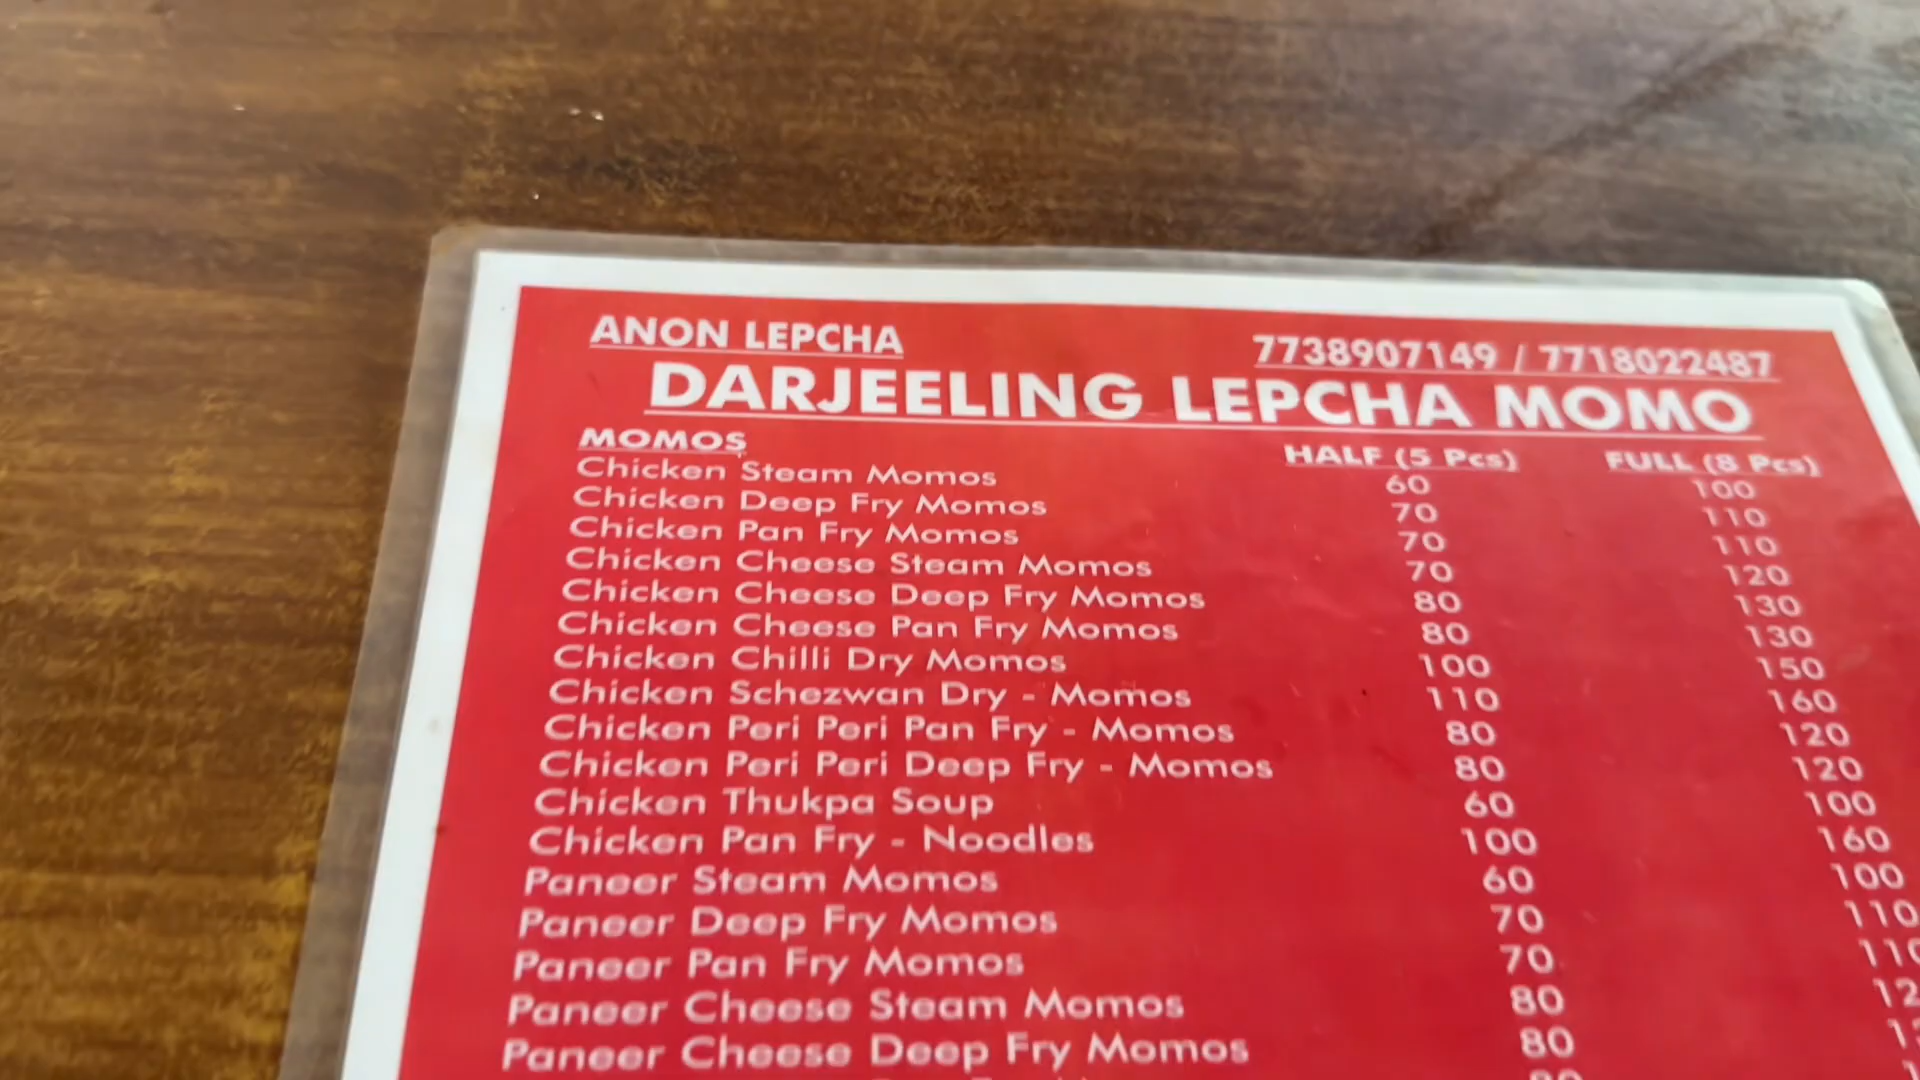 ANON LEPCHA 7738907149 / 7718022487
DARJEELING LEPCHA MOMO
MOMOS HALF (5 Pcs) FULL (8 Pcs)
Chicken Steam Momos 60 100
Chicken Deep Fry Momos 70 110
Chicken Pan Fry Momos 70 110
Chicken Cheese Steam Momos 70 120
Chicken Cheese Deep Fry Momos 80 130
Chicken Cheese Pan Fry Momos 80 130
Chicken Chilli Dry Momos 100 150
Chicken Schezwan Dry - Momos 110 160
Chicken Peri Peri Pan Fry - Momos 80 120
Chicken Peri Peri Deep Fry - Momos 80 120
Chicken Thukpa Soup 60 100
Chicken Pan Fry - Noodles 100 160
Paneer Steam Momos 60 100
Paneer Deep Fry Momos 70 110
Paneer Pan Fry Momos 70 110
Paneer Cheese Steam Momos 80
Paneer Cheese Deep Fry Momos 80